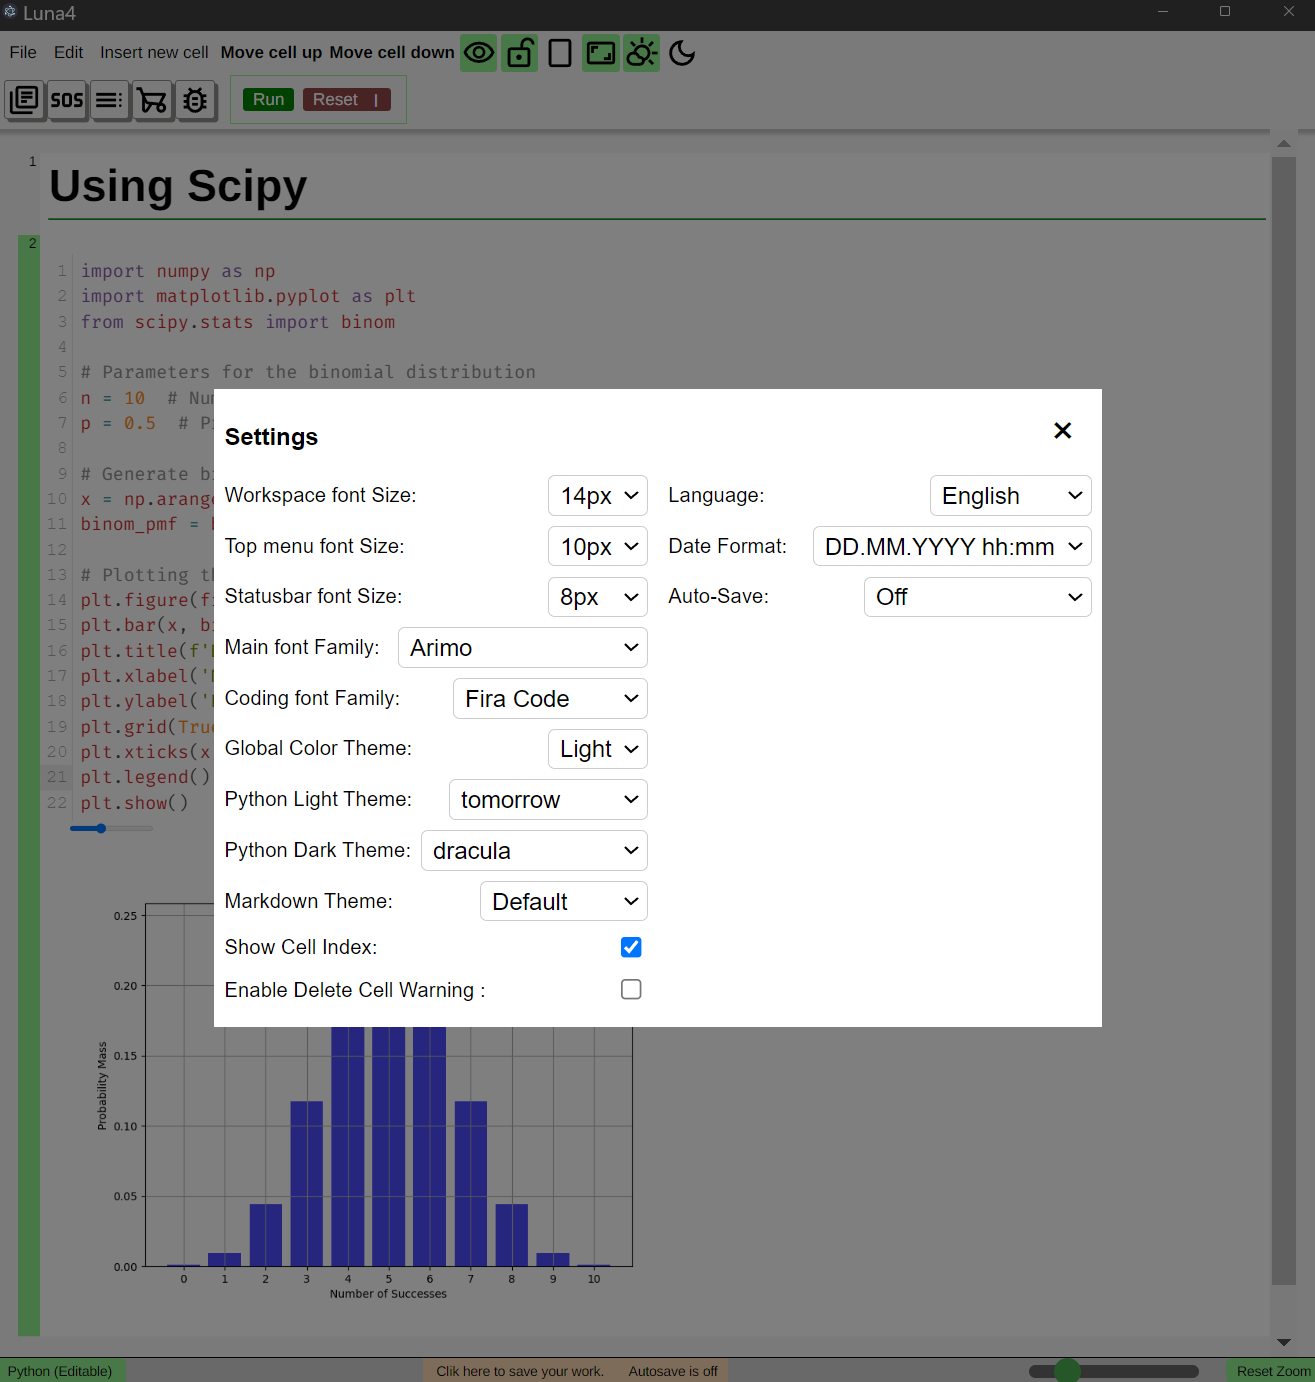 Luna4
File Edit Insert new cell Move cell up Move cell down
SOS Run Reset |
1
Using Scipy
2
1 import numpy as np
2 import matplotlib.pyplot as plt
3 from scipy.stats import binom
4
5 # Parameters for the binomial distribution
6 n = 10 # Nu
7 p = 0.5 # P
8
9 # Generate b
10 x = np.arang
11 binom_pmf =
12
13 # Plotting t
14 plt.figure(f
15 plt.bar(x, b
16 plt.title(f'
17 plt.xlabel('
18 plt.ylabel('
19 plt.grid(Tru
20 plt.xticks(x
21 plt.legend()
22 plt.show()
Settings
Workspace font Size: 14px Language: English
Top menu font Size: 10px Date Format: DD.MM.YYYY hh:mm
Statusbar font Size: 8px Auto-Save: Off
Main font Family: Arimo
Coding font Family: Fira Code
Global Color Theme: Light
Python Light Theme: tomorrow
Python Dark Theme: dracula
Markdown Theme: Default
Show Cell Index:
Enable Delete Cell Warning :
0.25
0.20
0.15
0.10
0.05
0.00
Probability Mass
0 1 2 3 4 5 6 7 8 9 10
Number of Successes
Python (Editable) Clik here to save your work. Autosave is off Reset Zoom